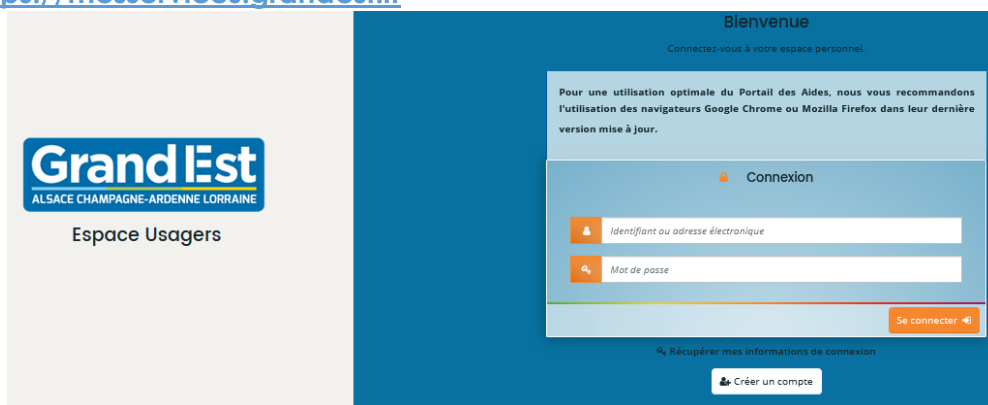 Bienvenue
Connectez-vous à votre espace personnel.
Pour une utilisation optimale du Portail des Aides, nous vous recommandons
l'utilisation des navigateurs Google Chrome ou Mozilla Firefox dans leur dernière
version mise à jour.
Grand Est
ALSACE CHAMPAGNE-ARDENNE LORRAINE
Espace Usagers
Connexion
Identifiant ou adresse électronique
Mot de passe
Se connecter
Récupérer mes informations de connexion
Créer un compte